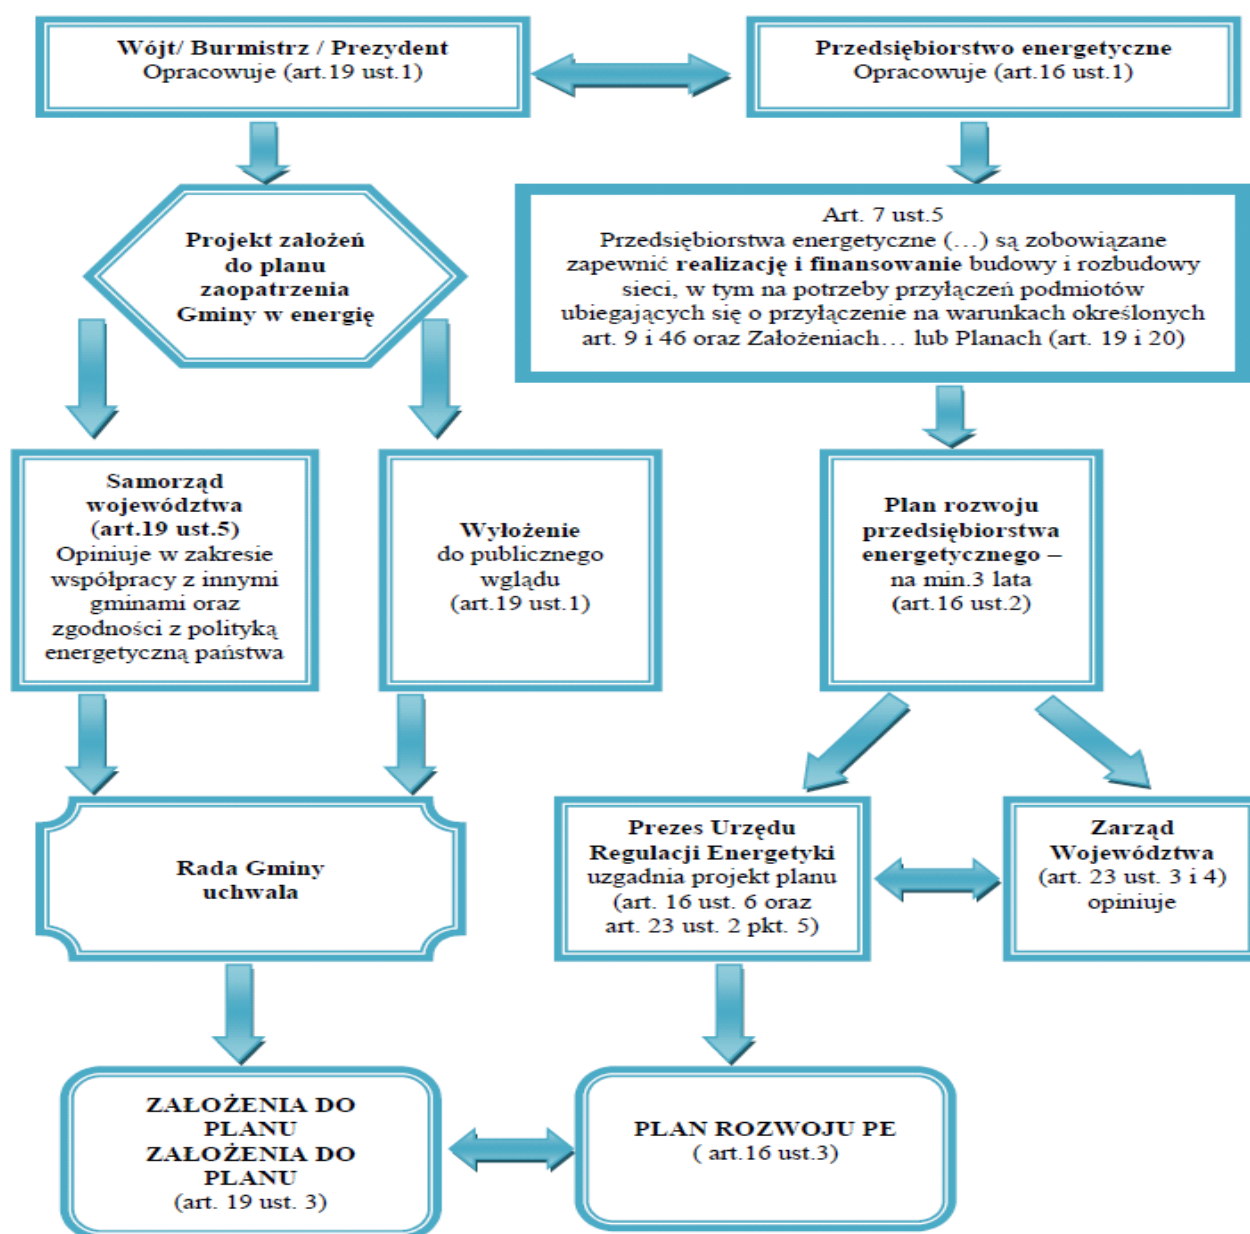 Wójt/ Burmistrz / Prezydent
Opracowuje (art.19 ust.1)
Przedsiębiorstwo energetyczne
Opracowuje (art.16 ust.1)
Projekt założeń
do planu
zaopatrzenia
Gminy w energię
Art. 7 ust.5
Przedsiębiorstwa energetyczne (…) są zobowiązane
zapewnić realizację i finansowanie budowy i rozbudowy
sieci, w tym na potrzeby przyłączeń podmiotów
ubiegających się o przyłączenie na warunkach określonych
art. 9 i 46 oraz Założeniach… lub Planach (art. 19 i 20)
Samorząd
województwa
(art.19 ust.5)
Opiniuje w zakresie
współpracy z innymi
gminami oraz
zgodności z polityką
energetyczną państwa
Wyłożenie
do publicznego
wglądu
(art.19 ust.1)
Plan rozwoju
przedsiębiorstwa
energetycznego –
na min.3 lata
(art.16 ust.2)
Rada Gminy
uchwala
Prezes Urzędu
Regulacji Energetyki
uzgadnia projekt planu
(art. 16 ust. 6 oraz
art. 23 ust. 2 pkt. 5)
Zarząd
Województwa
(art. 23 ust. 3 i 4)
opiniuje
ZAŁOŻENIA DO
PLANU
ZAŁOŻENIA DO
PLANU
(art. 19 ust. 3)
PLAN ROZWOJU PE
( art.16 ust.3)